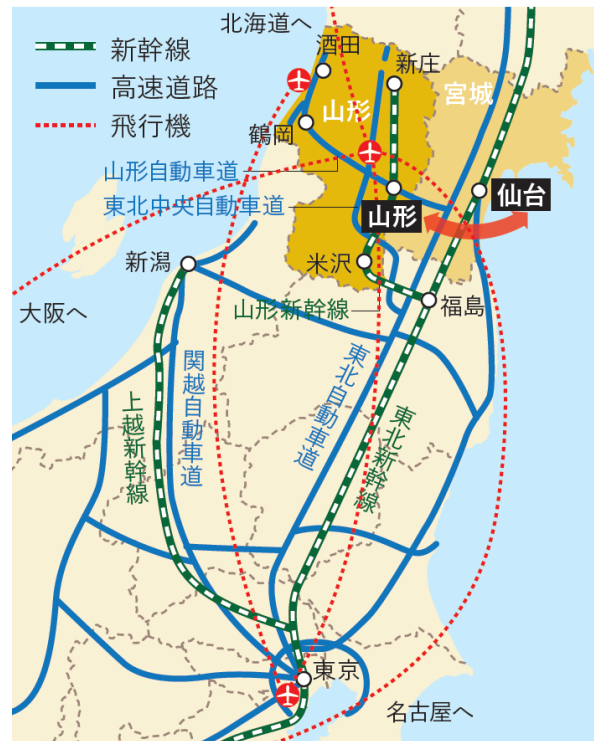 新幹線
高速道路
飛行機
北海道へ
酒田
新庄
宮城
山形
鶴岡
山形自動車道
東北中央自動車道
仙台
山形
新潟
米沢
大阪へ
山形新幹線
福島
関越自動車道
東北自動車道
上越新幹線
東北新幹線
東京
名古屋へ